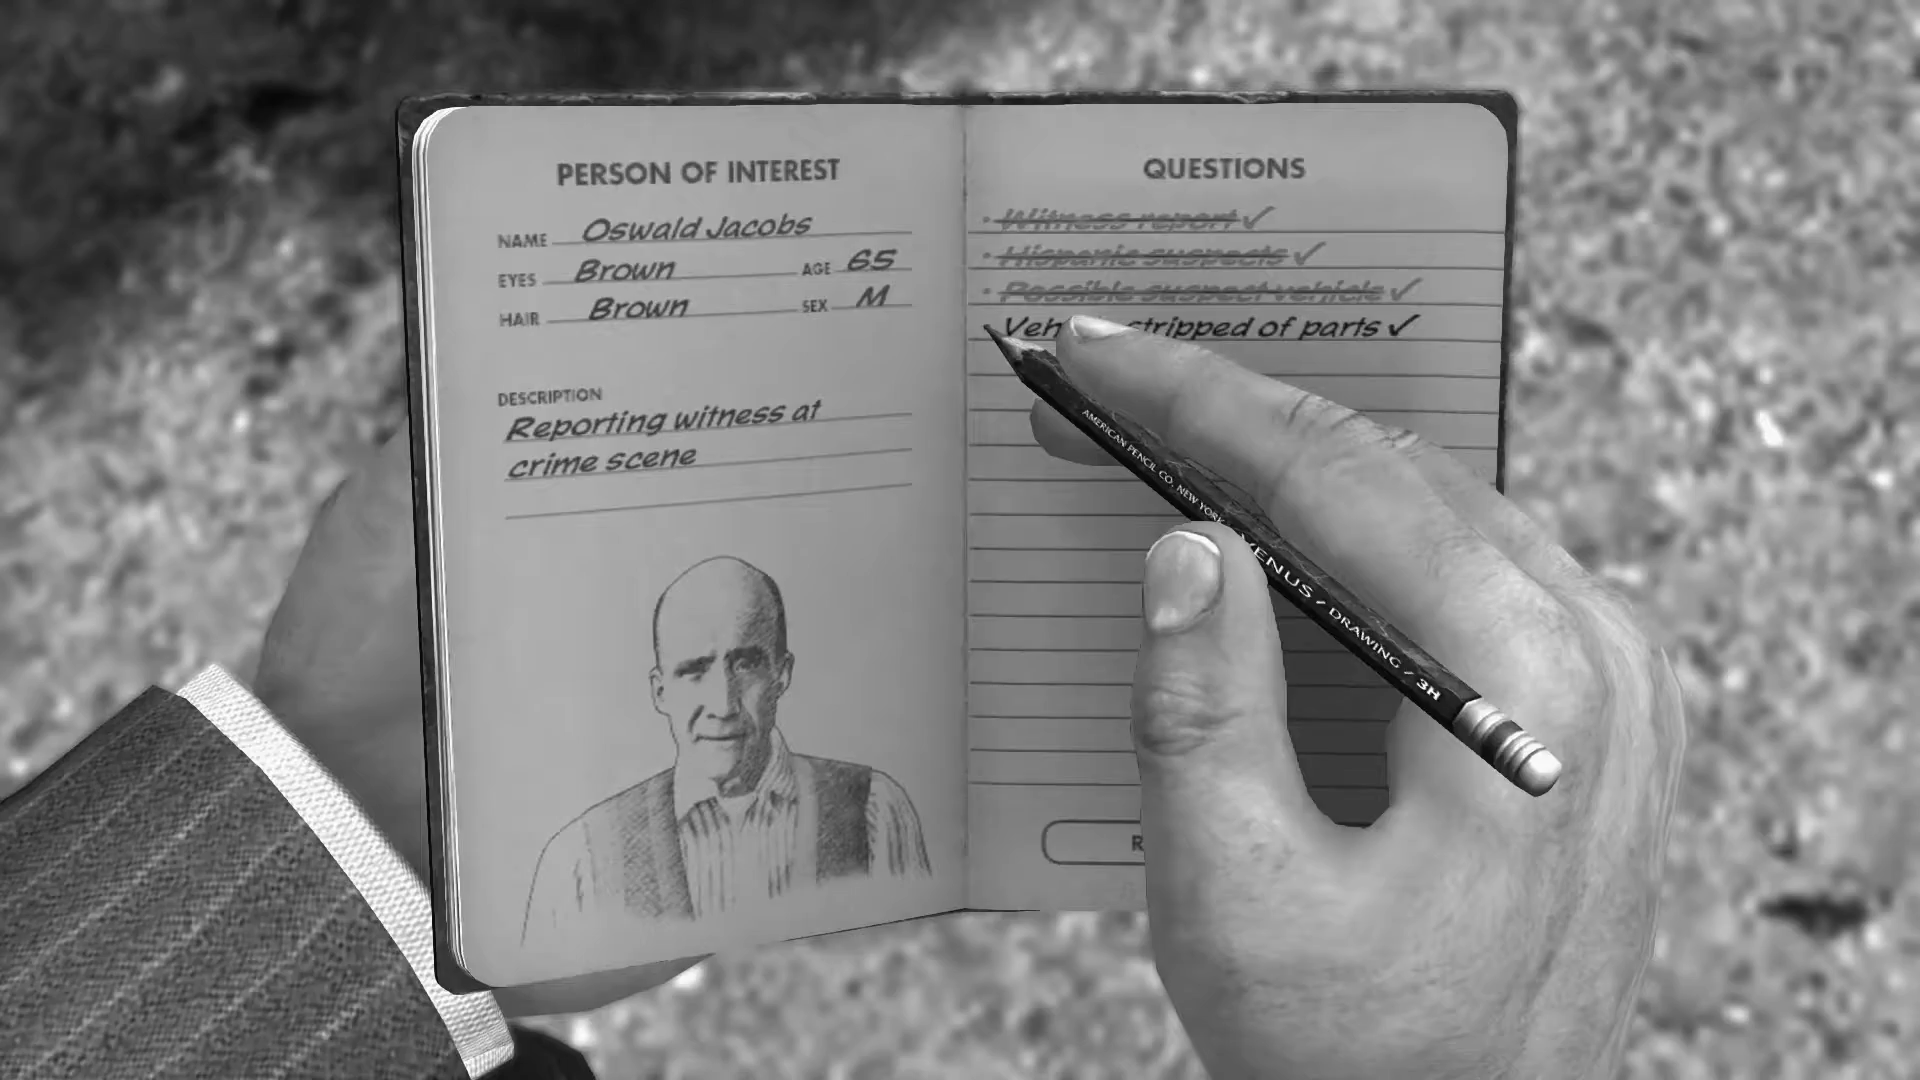 PERSON OF INTEREST
NAME Oswald Jacobs
EYES Brown AGE 65
HAIR Brown SEX M
DESCRIPTION
Reporting witness at
crime scene
QUESTIONS
· Witness report ✓
· Hispanic suspects ✓
· Possible suspect vehicle ✓
stripped of parts ✓
AMERICAN PENCIL CO. NEW YORK VENUS / DRAWING / 3H